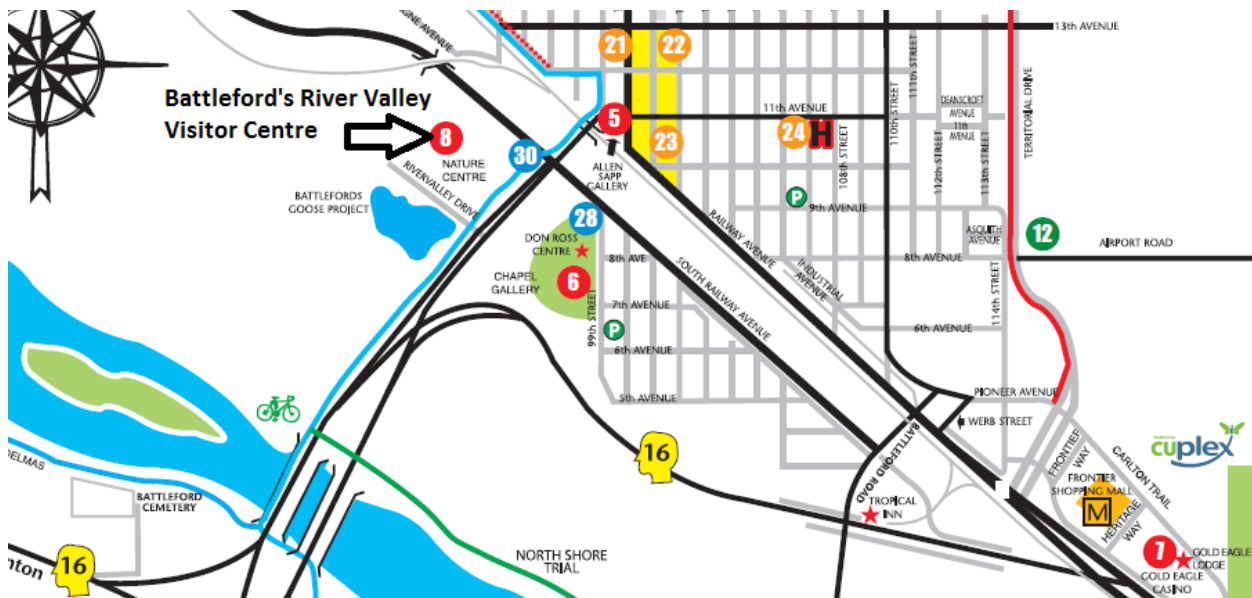 13th AVENUE
21
22
111th STREET
110th STREET
TERRITORIAL DRIVE
Battleford's River Valley
Visitor Centre
8
NATURE
CENTRE
5
11th AVENUE
24
H
108th STREET
DEANSCROFT
AVENUE
11th
AVENUE
23
30
ALLEN
SAPP
GALLERY
RIVERVALLEY DRIVE
BATTLEFORDS
GOOSE PROJECT
112th STREET
113th STREET
P
9th AVENUE
28
DON ROSS
CENTRE
RAILWAY AVENUE
ASQUITH
AVENUE
12
AIRPORT ROAD
8th AVE
8th AVENUE
CHAPEL
GALLERY
6
SOUTH RAILWAY AVENUE
INDUSTRIAL
AVENUE
114th STREET
99th STREET
7th AVENUE
P
6th AVENUE
6th AVENUE
5th AVENUE
PIONEER AVENUE
WERB STREET
BATTLEFORD ROAD
16
FRONTIER
WAY
CARLTON TRAIL
cuplex
FRONTIER
SHOPPING MALL
M
HERITAGE
WAY
DELMAS
BATTLEFORD
CEMETERY
TROPICAL
INN
NORTH SHORE
TRIAL
7
GOLD EAGLE
LODGE
GOLD EAGLE
CASINO
16